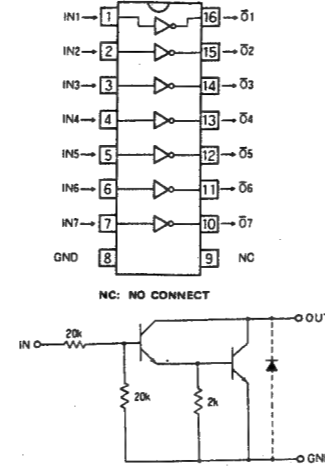 IN1 1 16 Ō1
IN2 2 15 Ō2
IN3 3 14 Ō3
IN4 4 13 Ō4
IN5 5 12 Ō5
IN6 6 11 Ō6
IN7 7 10 Ō7
GND 8 9 NC
NC: NO CONNECT
20k
OUT
IN
20k
2k
GND